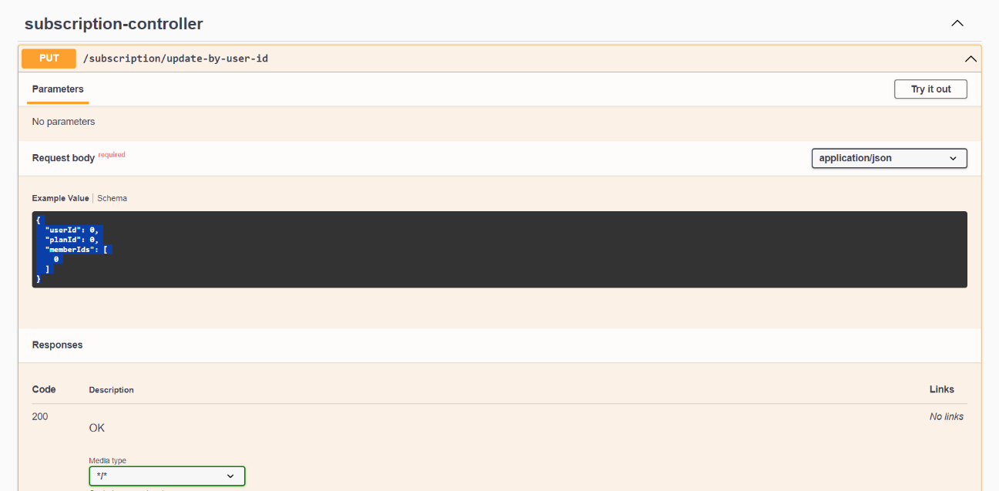 subscription-controller
PUT /subscription/update-by-user-id
Parameters
Try it out
No parameters
Request body required
application/json
Example Value | Schema
{
"userId": 0,
"planId": 0,
"memberIds": [
0
]
}
Responses
Code Description Links
200 OK No links
Media type
*/*